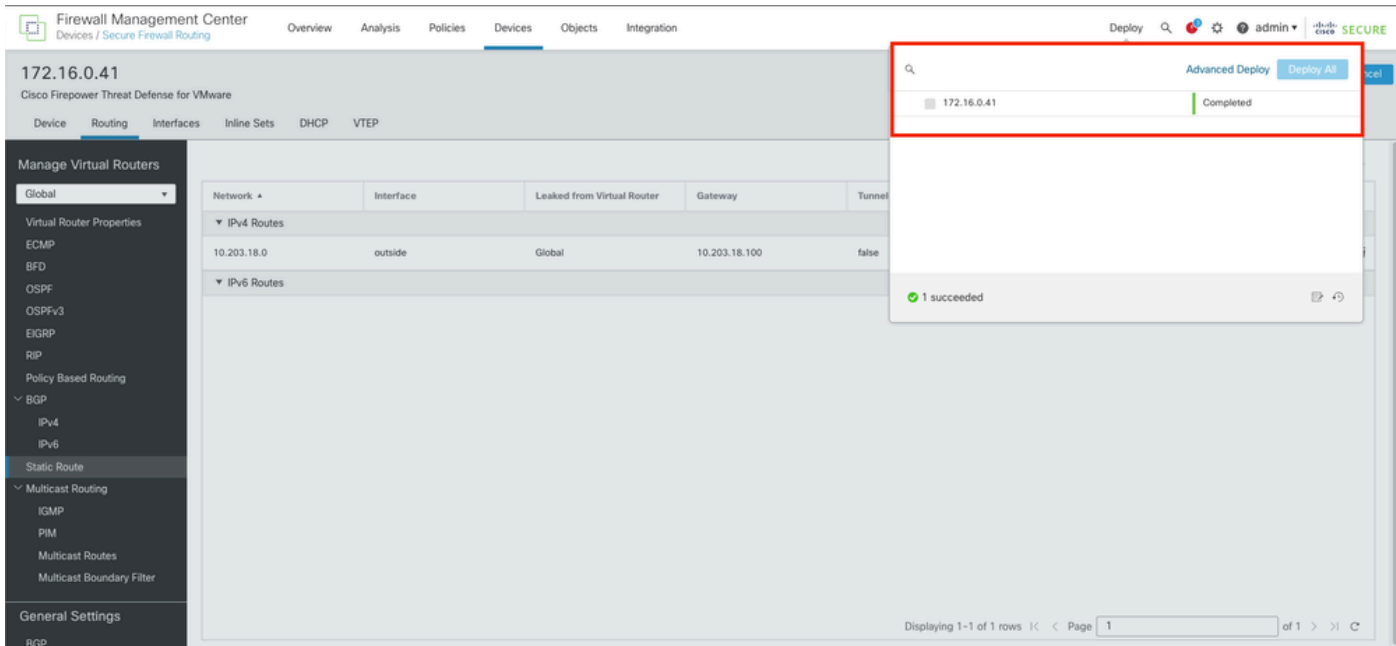 Firewall Management Center
Devices / Secure Firewall Routing
Overview Analysis Policies Devices Objects Integration
Deploy admin cisco SECURE
172.16.0.41
Cisco Firepower Threat Defense for VMware
Device Routing Interfaces Inline Sets DHCP VTEP
Advanced Deploy Deploy All
172.16.0.41 Completed
1 succeeded
Manage Virtual Routers
Global
Virtual Router Properties
ECMP
BFD
OSPF
OSPFv3
EIGRP
RIP
Policy Based Routing
BGP
IPv4
IPv6
Static Route
Multicast Routing
IGMP
PIM
Multicast Routes
Multicast Boundary Filter
General Settings
BGP
Network Interface Leaked from Virtual Router Gateway Tunnel
IPv4 Routes
10.203.18.0 outside Global 10.203.18.100 false
IPv6 Routes
Displaying 1-1 of 1 rows Page 1 of 1